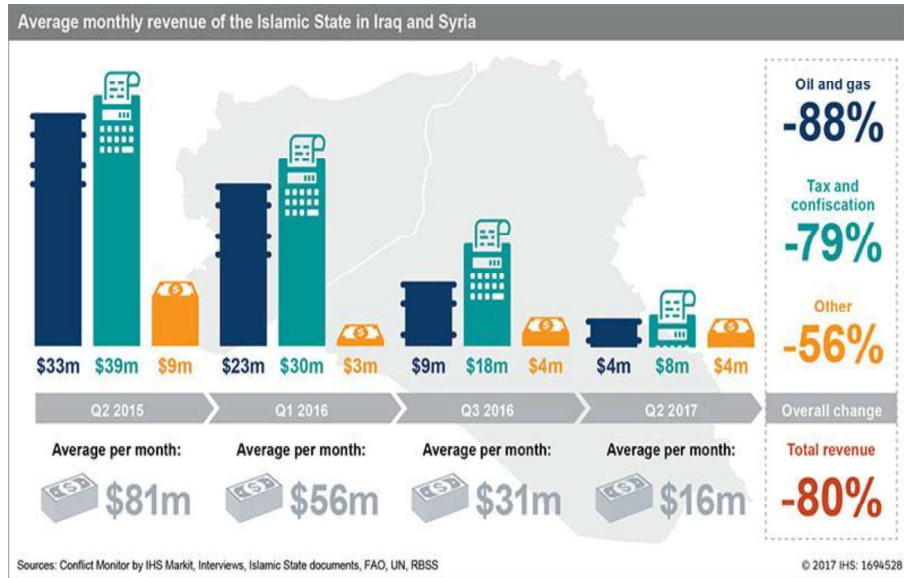 Average monthly revenue of the Islamic State in Iraq and Syria
Oil and gas
-88%
Tax and
confiscation
-79%
Other
-56%
$33m $39m $9m $23m $30m $3m $9m $18m $4m $4m $8m $4m
Q2 2015 Q1 2016 Q3 2016 Q2 2017 Overall change
Average per month: Average per month: Average per month: Average per month: Total revenue
$81m $56m $31m $16m -80%
Sources: Conflict Monitor by IHS Markit, Interviews, Islamic State documents, FAO, UN, RBSS © 2017 IHS: 1694528